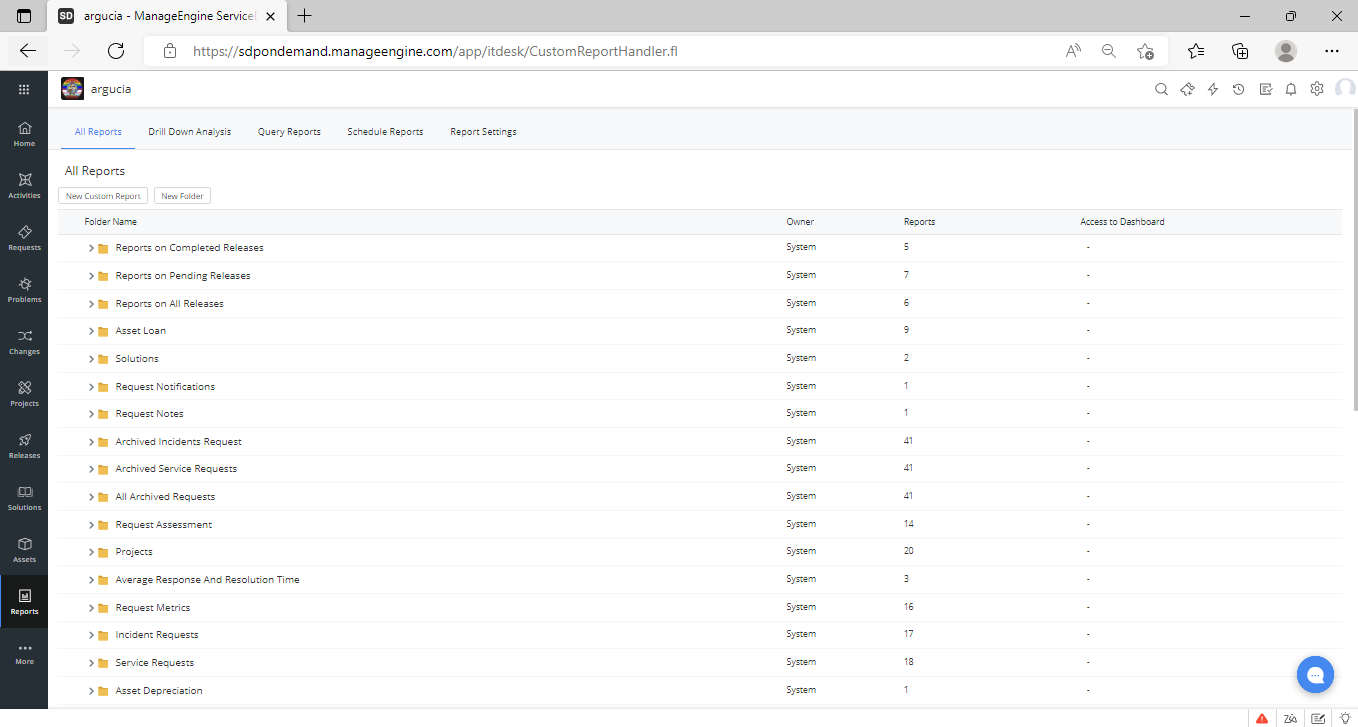 SD argucia - ManageEngine Service
https://sdpondemand.manageengine.com/app/itdesk/CustomReportHandler.fl
argucia
All Reports Drill Down Analysis Query Reports Schedule Reports Report Settings
All Reports
New Custom Report New Folder
Folder Name Owner Reports Access to Dashboard
Reports on Completed Releases System 5 -
Reports on Pending Releases System 7 -
Reports on All Releases System 6 -
Asset Loan System 9 -
Solutions System 2 -
Request Notifications System 1 -
Request Notes System 1 -
Archived Incidents Request System 41 -
Archived Service Requests System 41 -
All Archived Requests System 41 -
Request Assessment System 14 -
Projects System 20 -
Average Response And Resolution Time System 3 -
Request Metrics System 16 -
Incident Requests System 17 -
Service Requests System 18 -
Asset Depreciation System 1 -
Home
Activities
Requests
Problems
Changes
Projects
Releases
Solutions
Assets
Reports
More